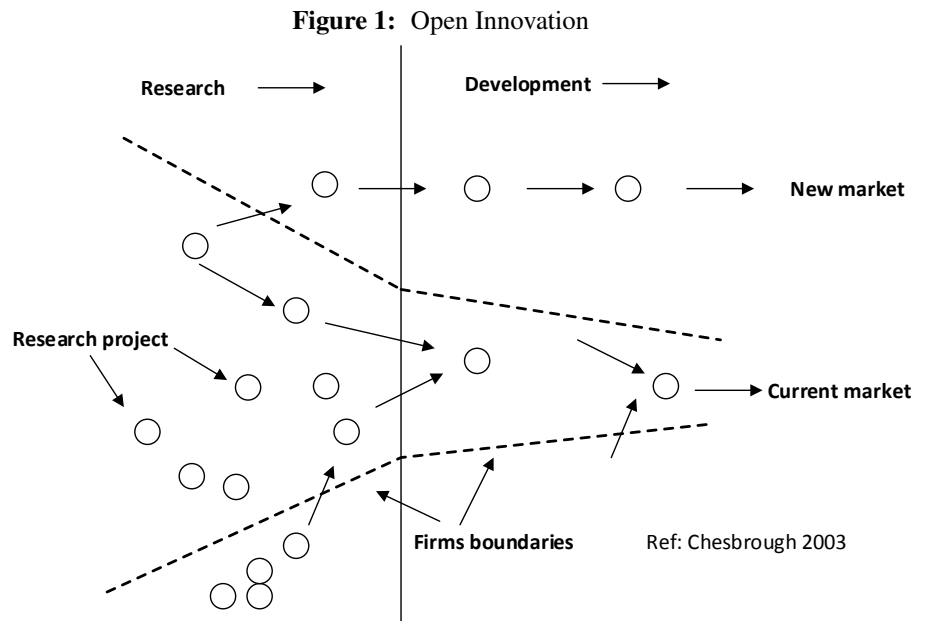 Figure 1: Open Innovation
Research
Development
New market
Research project
Current market
Firms boundaries
Ref: Chesbrough 2003